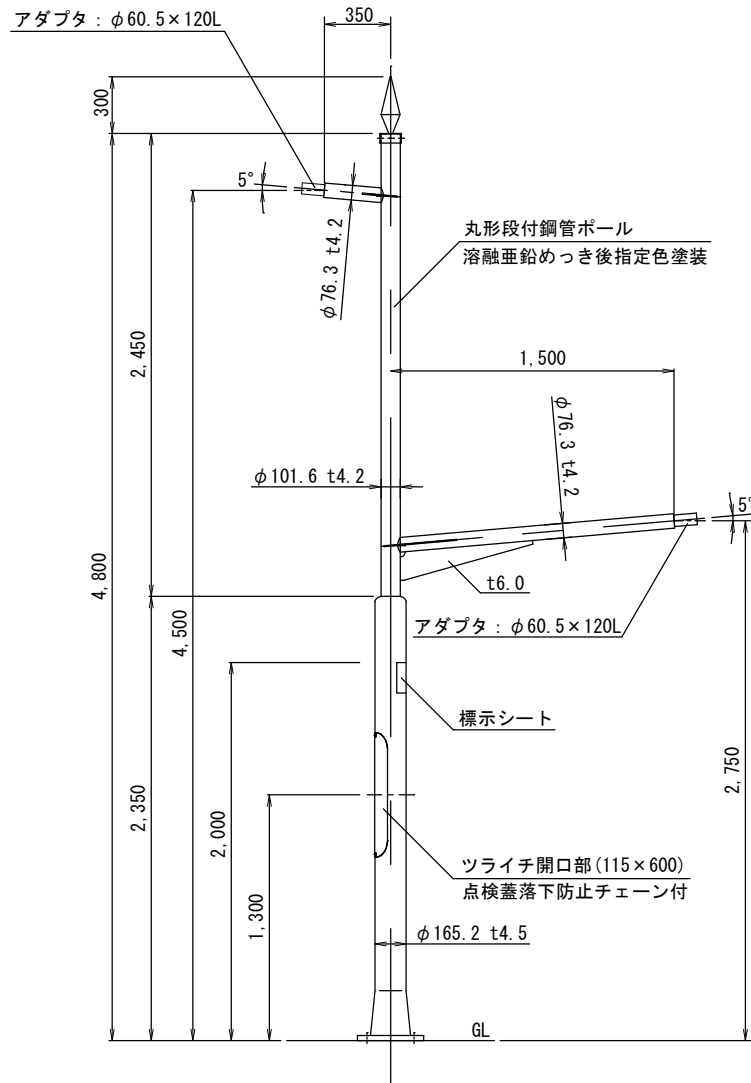 アダプタ：φ60.5×120L
350
300
5°
φ76.3 t4.2
丸形段付鋼管ポール
溶融亜鉛めっき後指定色塗装
2,450
1,500
φ76.3 t4.2
φ101.6 t4.2
5°
4,800
4,500
t6.0
アダプタ：φ60.5×120L
標示シート
2,750
2,350
2,000
1,300
ツライチ開口部(115×600)
点検蓋落下防止チェーン付
φ165.2 t4.5
GL